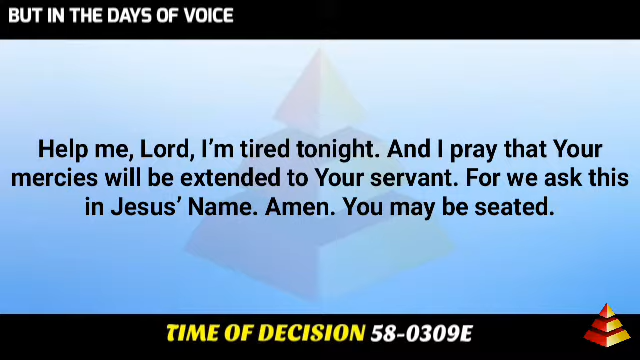 BUT IN THE DAYS OF VOICE
Help me, Lord, I’m tired tonight. And I pray that Your
mercies will be extended to Your servant. For we ask this
in Jesus’ Name. Amen. You may be seated.
TIME OF DECISION 58-0309E